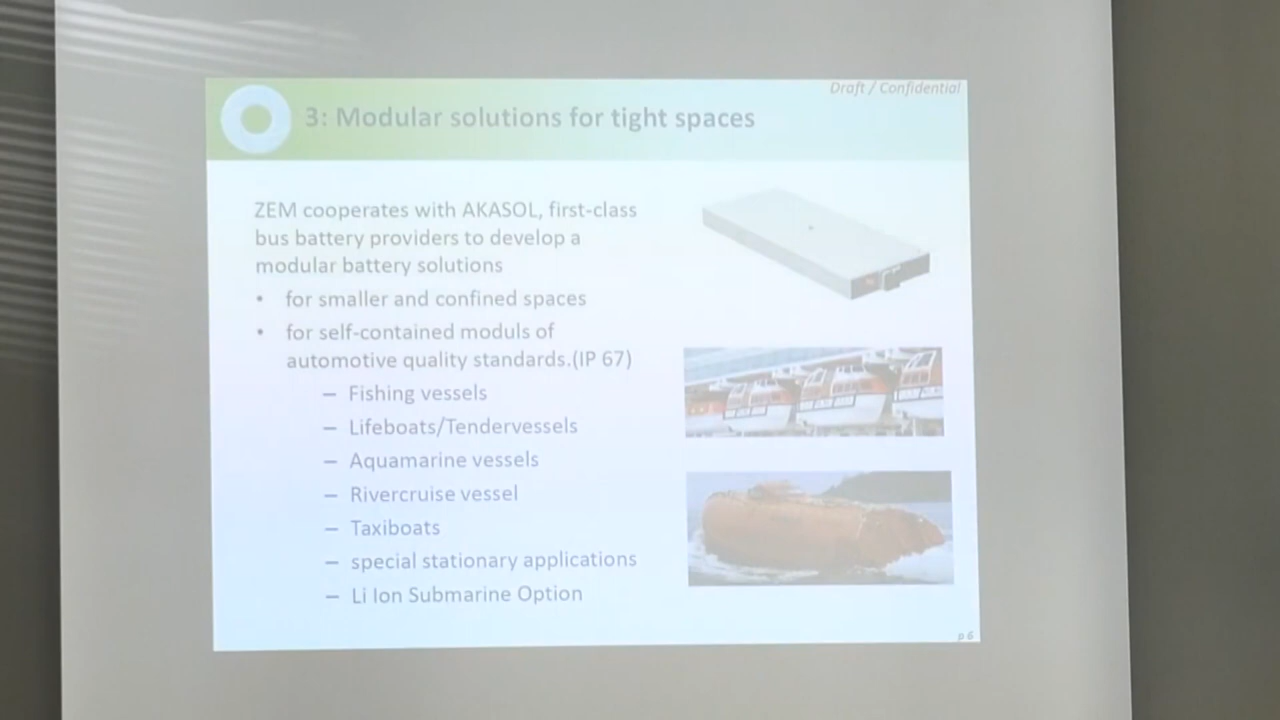 Draft / Confidential
3: Modular solutions for tight spaces
ZEM cooperates with AKASOL, first-class
bus battery providers to develop a
modular battery solutions
• for smaller and confined spaces
• for self-contained moduls of
automotive quality standards.(IP 67)
– Fishing vessels
– Lifeboats/Tendervessels
– Aquamarine vessels
– Rivercruise vessel
– Taxiboats
– special stationary applications
– Li Ion Submarine Option
p 6